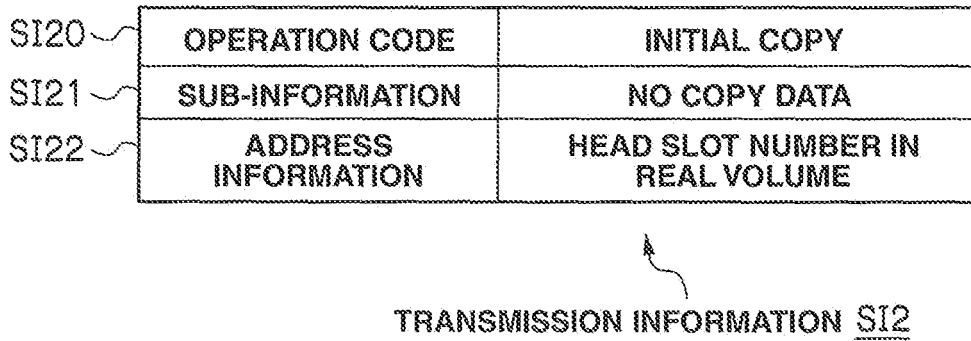 SI20 OPERATION CODE INITIAL COPY
SI21 SUB-INFORMATION NO COPY DATA
SI22 ADDRESS INFORMATION HEAD SLOT NUMBER IN REAL VOLUME
TRANSMISSION INFORMATION SI2